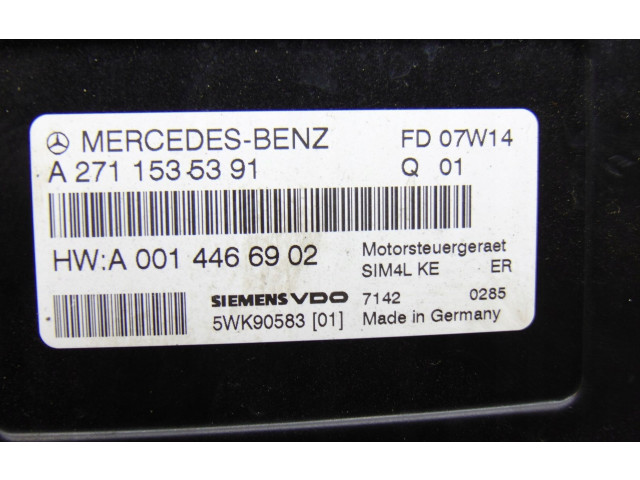 MERCEDES-BENZ FD 07W14
A 271 153 53 91 Q 01
HW:A 001 446 69 02 Motorsteuergeraet
SIM4L KE ER
SIEMENS VDO 7142 0285
5WK90583 [01] Made in Germany